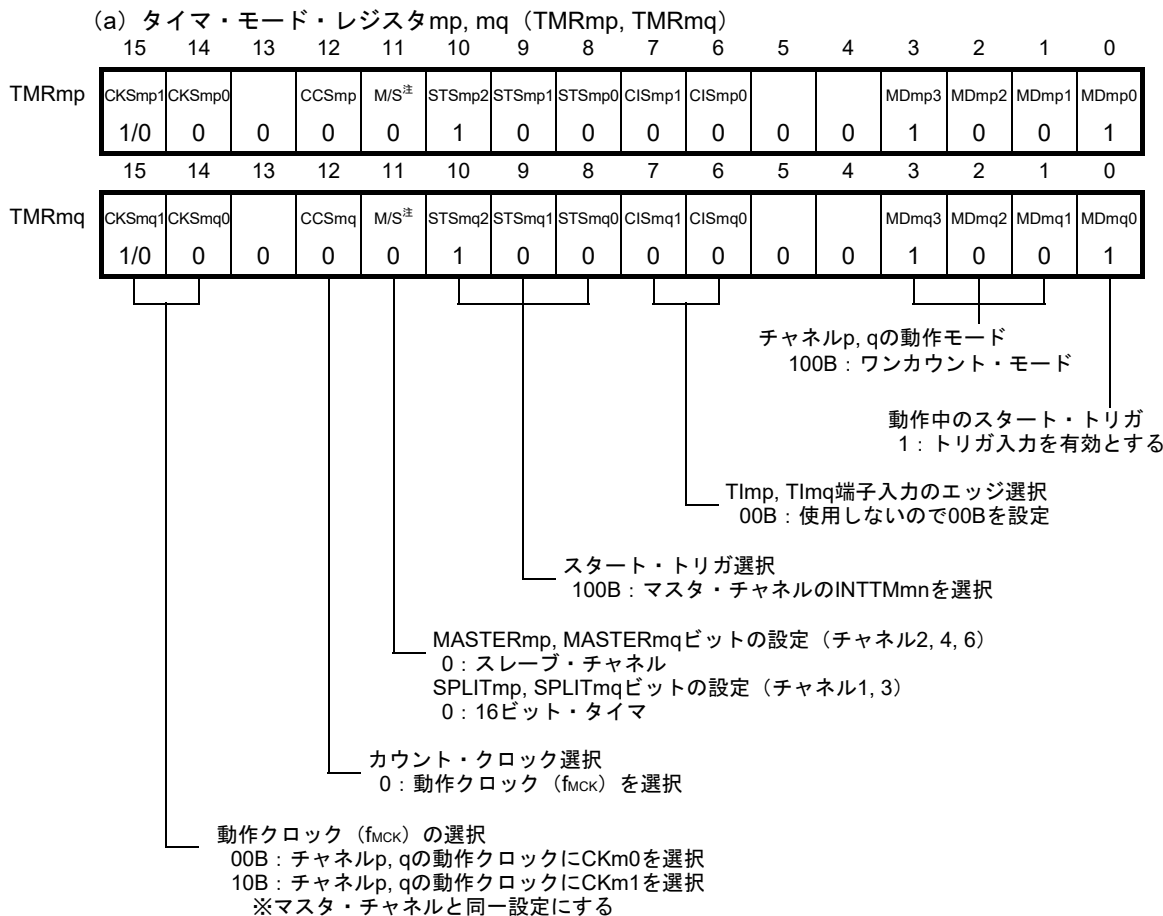 (a) タイマ・モード・レジスタmp, mq（TMRmp, TMRmq）
15 14 13 12 11 10 9 8 7 6 5 4 3 2 1 0
TMRmp CKSmp1 CKSmp0 CCSmp M/S注 STSmp2 STSmp1 STSmp0 CISmp1 CISmp0 MDmp3 MDmp2 MDmp1 MDmp0
1/0 0 0 0 0 1 0 0 0 0 0 0 1 0 0 1
15 14 13 12 11 10 9 8 7 6 5 4 3 2 1 0
TMRmq CKSmq1 CKSmq0 CCSmq M/S注 STSmq2 STSmq1 STSmq0 CISmq1 CISmq0 MDmq3 MDmq2 MDmq1 MDmq0
1/0 0 0 0 0 1 0 0 0 0 0 0 1 0 0 1
チャネルp, qの動作モード
100B：ワンカウント・モード
動作中のスタート・トリガ
1：トリガ入力を有効とする
TImp, TImq端子入力のエッジ選択
00B：使用しないので00Bを設定
スタート・トリガ選択
100B：マスタ・チャネルのINTTMmnを選択
MASTERmp, MASTERmqビットの設定（チャネル2, 4, 6）
0：スレーブ・チャネル
SPLITmp, SPLITmqビットの設定（チャネル1, 3）
0：16ビット・タイマ
カウント・クロック選択
0：動作クロック（fMCK）を選択
動作クロック（fMCK）の選択
00B：チャネルp, qの動作クロックにCKm0を選択
10B：チャネルp, qの動作クロックにCKm1を選択
※マスタ・チャネルと同一設定にする